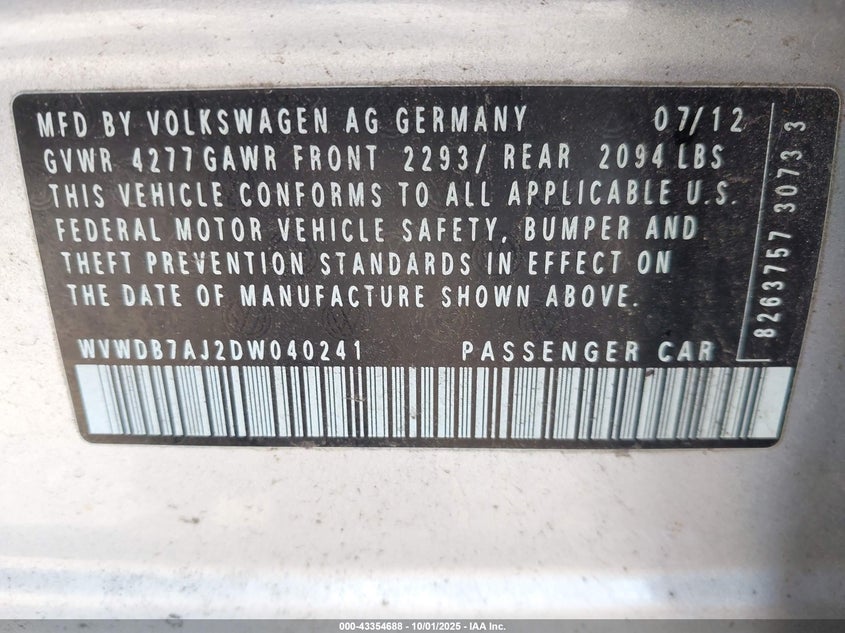 MFD BY VOLKSWAGEN AG GERMANY 07/12
GVWR 4277 GAWR FRONT 2293/ REAR 2094 LBS
THIS VEHICLE CONFORMS TO ALL APPLICABLE U.S.
FEDERAL MOTOR VEHICLE SAFETY, BUMPER AND
THEFT PREVENTION STANDARDS IN EFFECT ON
THE DATE OF MANUFACTURE SHOWN ABOVE.
WVWDB7AJ2DW040241 PASSENGER CAR
8263757 3073 3
000-43354688 - 10/01/2025 - IAA Inc.